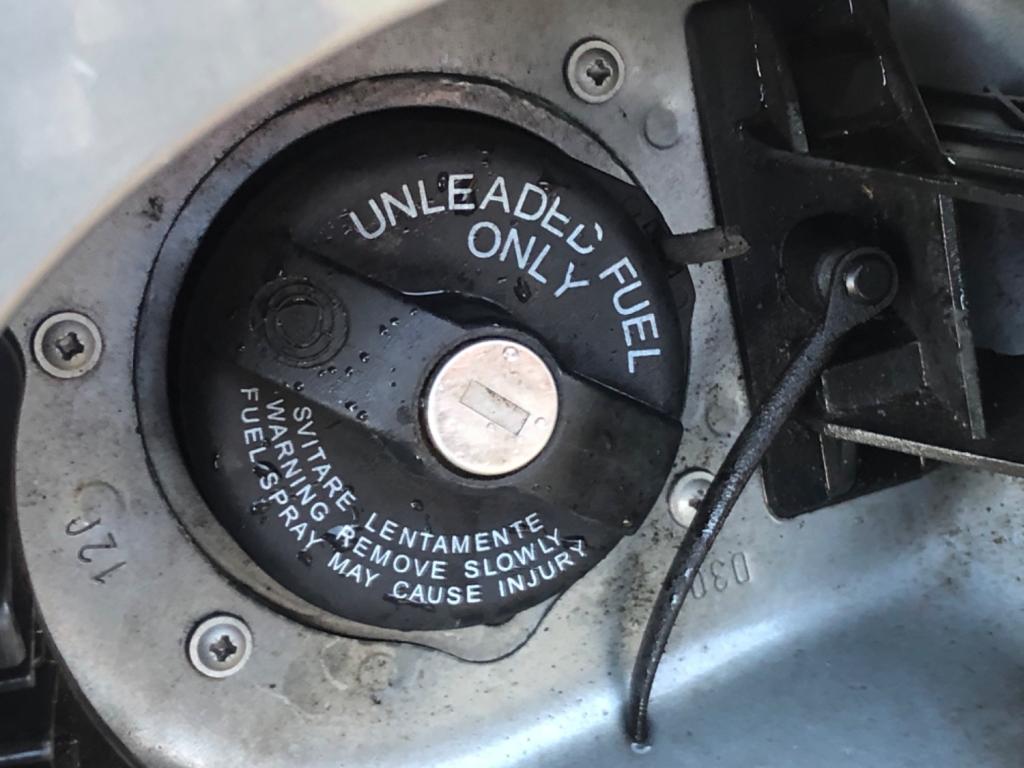 UNLEADED FUEL
ONLY
SVITARE LENTAMENTE
WARNING REMOVE SLOWLY
FUEL SPRAY MAY CAUSE INJURY